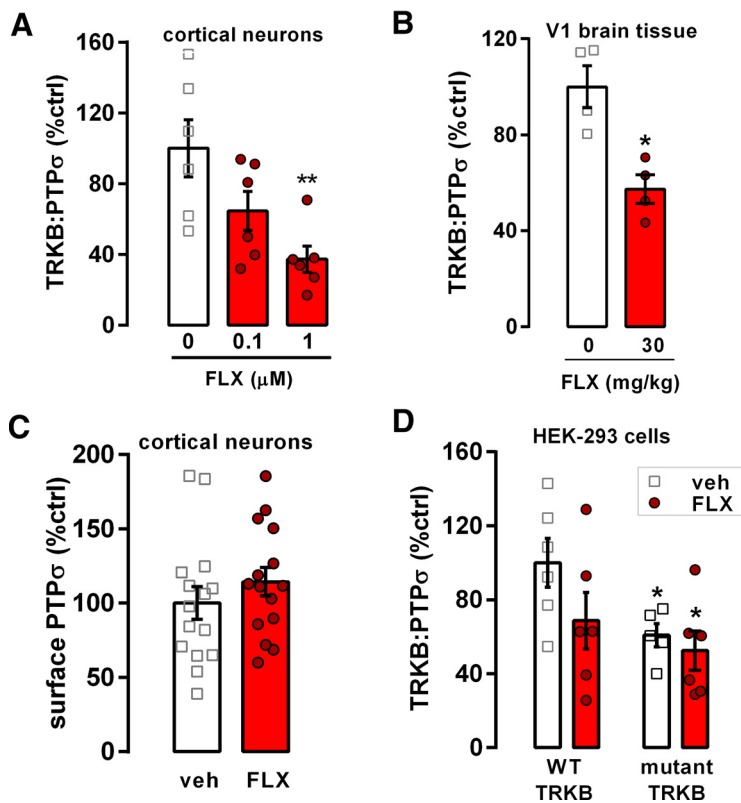 A
cortical neurons
TRKB:PTPσ (%ctrl)
160
120
80
40
0
**
0 0.1 1
FLX (μM)
B
V1 brain tissue
TRKB:PTPσ (%ctrl)
120
80
40
0
*
0 30
FLX (mg/kg)
C
cortical neurons
surface PTPσ (%ctrl)
200
150
100
50
0
veh FLX
D
HEK-293 cells
TRKB:PTPσ (%ctrl)
160
120
80
40
0
veh
FLX
* *
WT mutant
TRKB TRKB